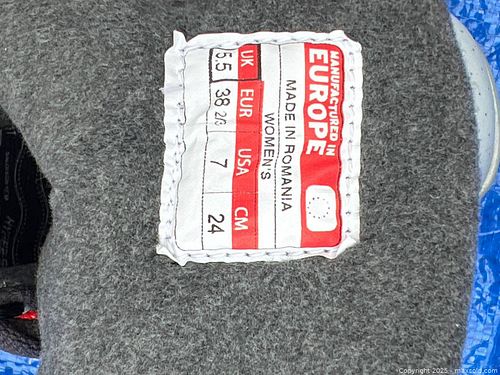 MANUFACTURED IN
EUROPE
MADE IN ROMANIA
WOMEN'S
UK EUR USA CM
5.5 38 2/3 7 24
Copyright 2025 - maxsold.com